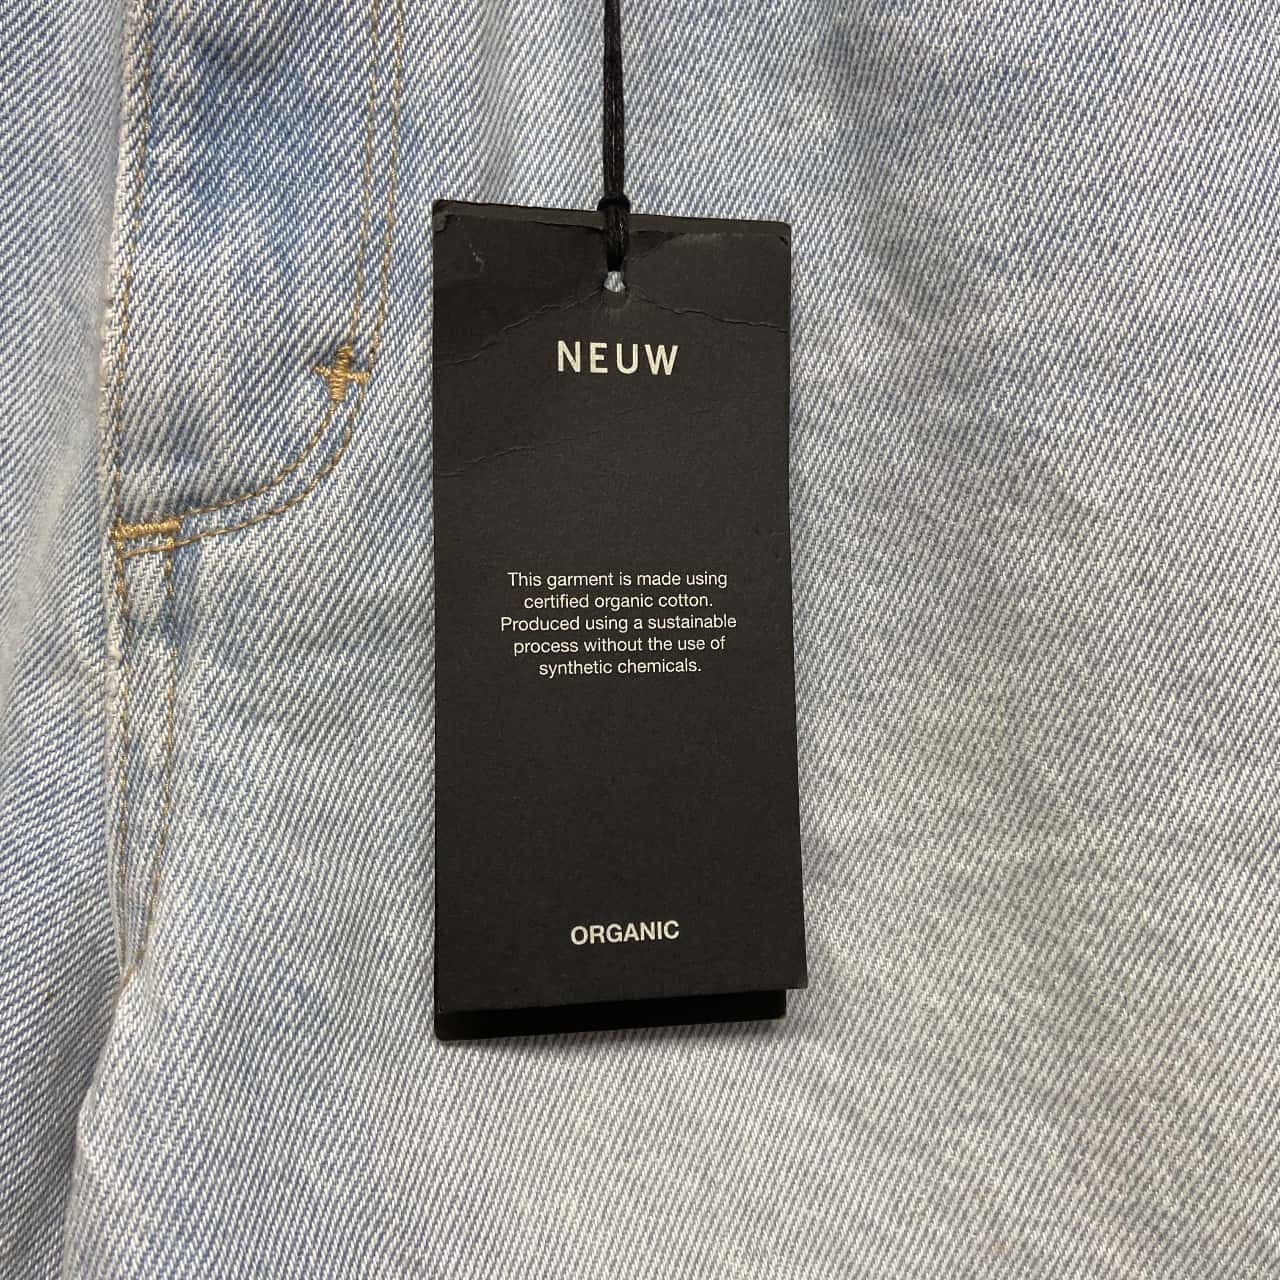 NEUW
This garment is made using
certified organic cotton.
Produced using a sustainable
process without the use of
synthetic chemicals.
ORGANIC